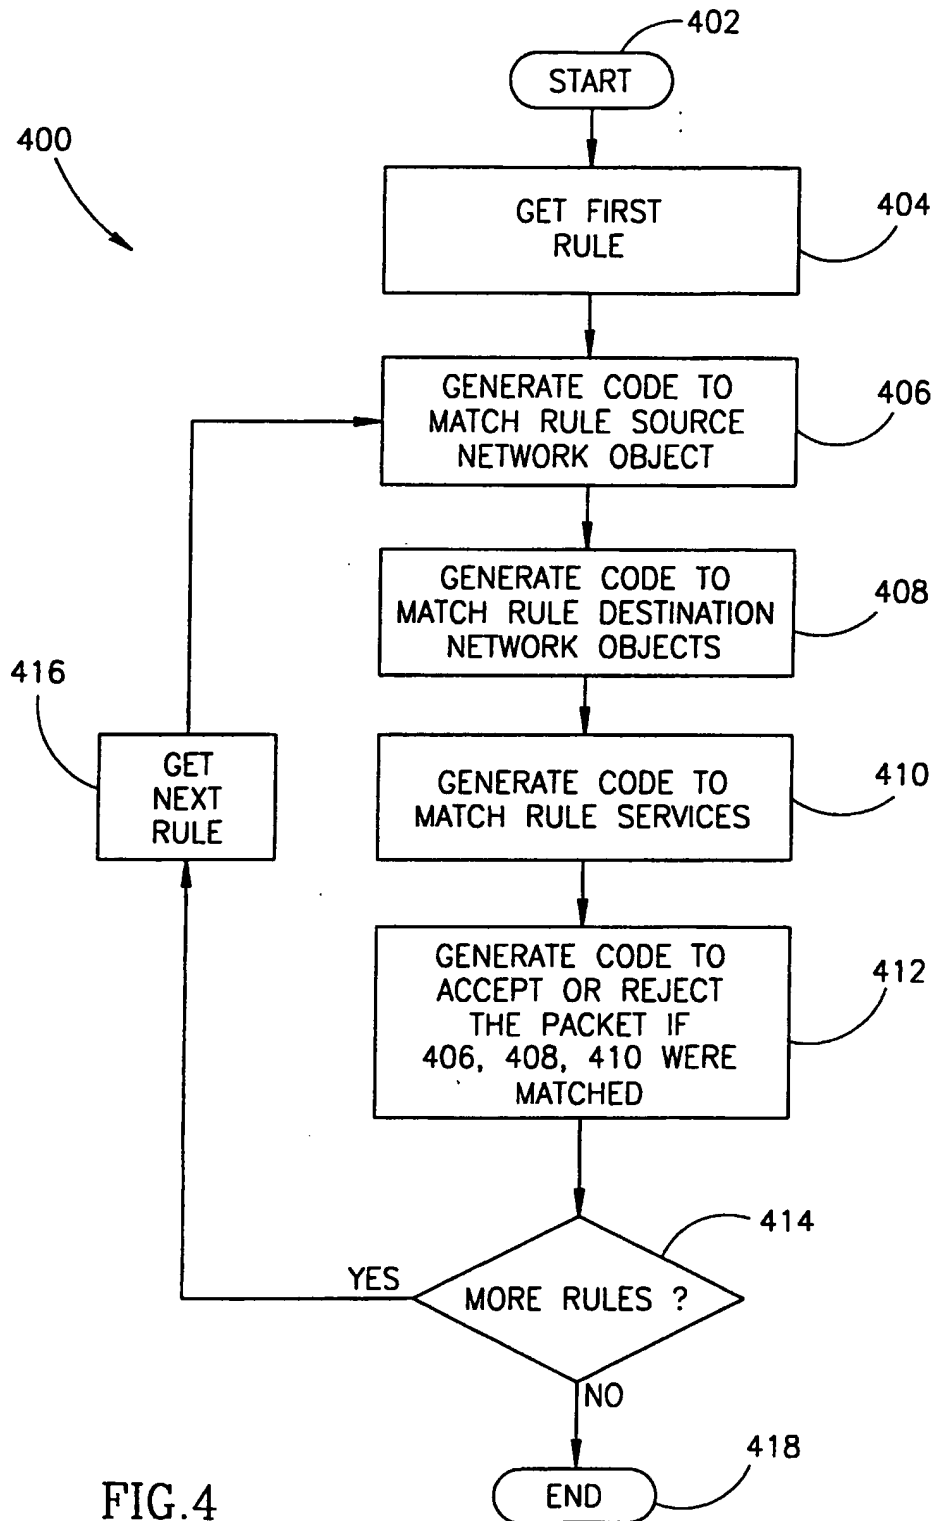 402
START
400
GET FIRST
RULE
404
GENERATE CODE TO
MATCH RULE SOURCE
NETWORK OBJECT
406
GENERATE CODE TO
MATCH RULE DESTINATION
NETWORK OBJECTS
408
416
GET
NEXT
RULE
GENERATE CODE TO
MATCH RULE SERVICES
410
GENERATE CODE TO
ACCEPT OR REJECT
THE PACKET IF
406, 408, 410 WERE
MATCHED
412
414
YES
MORE RULES ?
NO
418
END
FIG.4